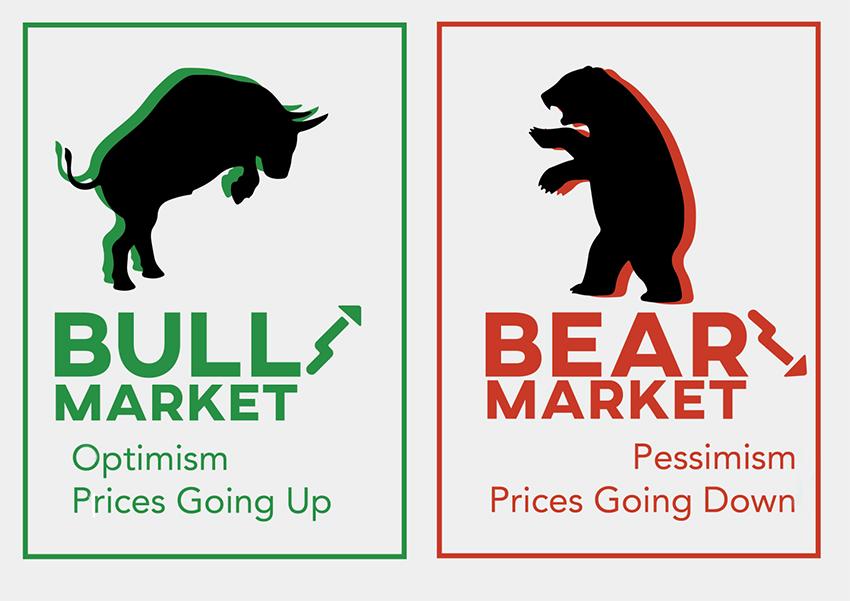 BULL
MARKET
Optimism
Prices Going Up
BEAR
MARKET
Pessimism
Prices Going Down